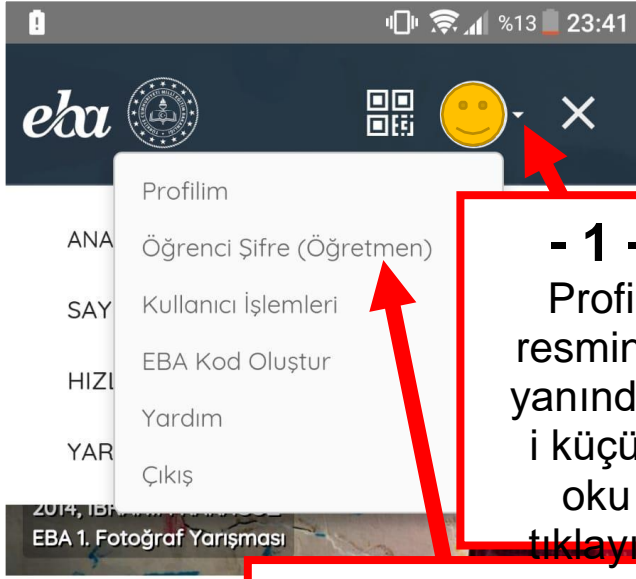 %13 23:41
eba
Profilim
ANA
Öğrenci Şifre (Öğretmen)
SAY
Kullanıcı İşlemleri
HIZL
EBA Kod Oluştur
Yardım
YAR
Çıkış
EBA 1. Fotoğraf Yarışması
- 1 -
Profi
resmin
yanınd
i küçü
oku
tıklayı